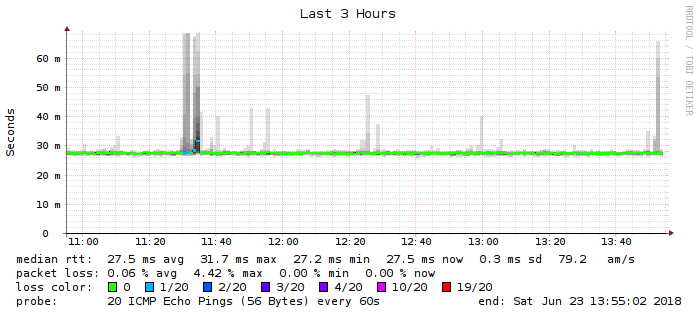 Last 3 Hours
RRDTOOL / TOBI OETIKER
Seconds
60 m
50 m
40 m
30 m
20 m
10 m
0
11:00 11:20 11:40 12:00 12:20 12:40 13:00 13:20 13:40
median rtt: 27.5 ms avg 31.7 ms max 27.2 ms min 27.5 ms now 0.3 ms sd 79.2 am/s
packet loss: 0.06 % avg 4.42 % max 0.00 % min 0.00 % now
loss color: 0 1/20 2/20 3/20 4/20 10/20 19/20
probe: 20 ICMP Echo Pings (56 Bytes) every 60s end: Sat Jun 23 13:55:02 2018